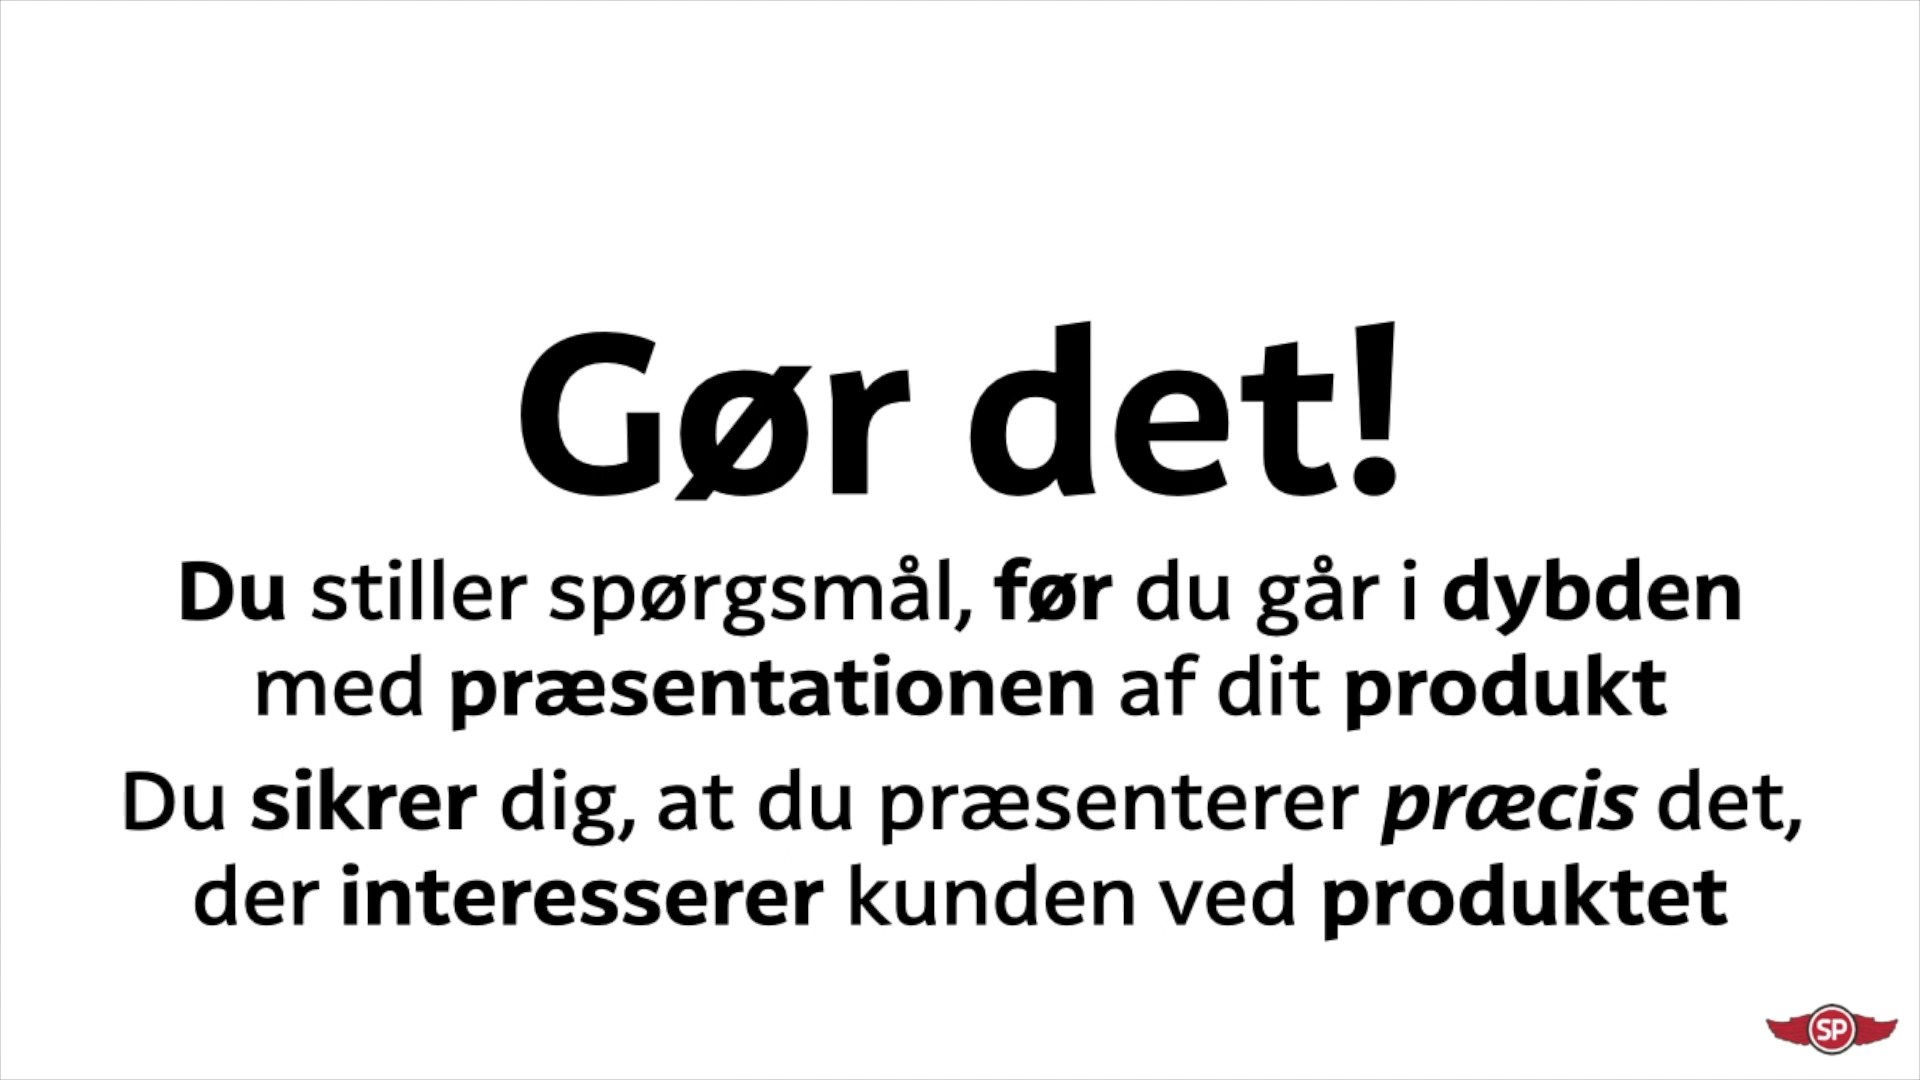 Gør det!
Du stiller spørgsmål, før du går i dybden
med præsentationen af dit produkt
Du sikrer dig, at du præsenterer præcis det,
der interesserer kunden ved produktet
SP